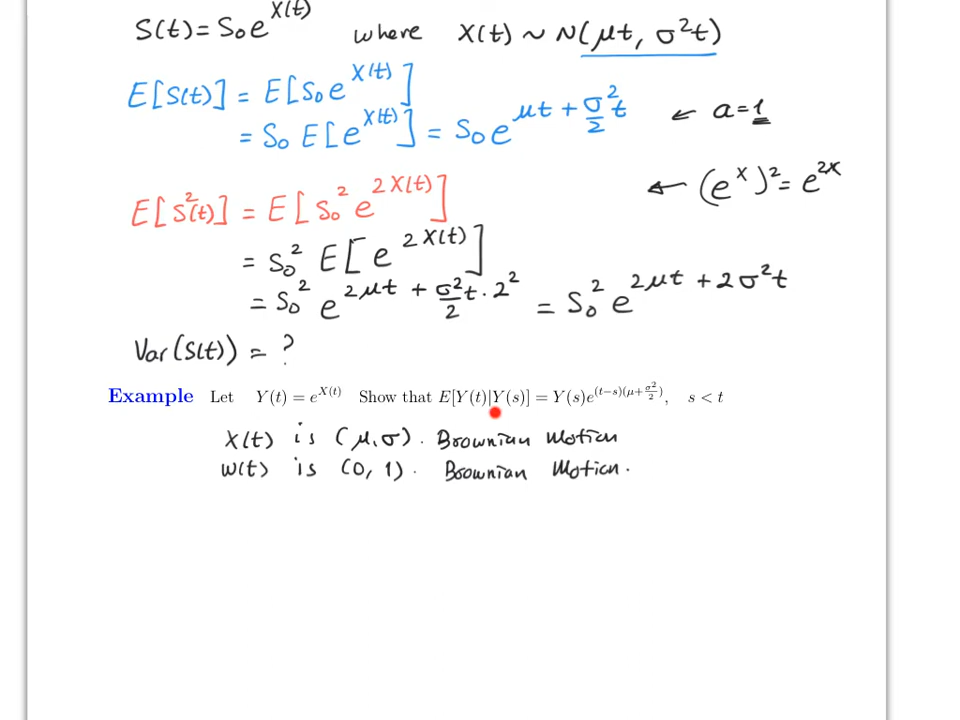 S(t) = S₀e^{X(t)} where X(t) ~ N(μt, σ²t)
E[S(t)] = E[S₀e^{X(t)}]
= S₀ E[e^{X(t)}] = S₀e^{μt + σ²/2 t} ← a = 1
E[S²(t)] = E[S₀² e^{2X(t)}] ← (e^x)² = e^{2x}
= S₀² E[e^{2X(t)}]
= S₀² e^{2μt + σ²/2 t · 2²} = S₀² e^{2μt + 2σ²t}
Var(S(t)) = ?
Example Let Y(t) = e^{X(t)} Show that E[Y(t)|Y(s)] = Y(s)e^{(t−s)(μ+σ²/2)}, s < t
X(t) is (μ, σ). Brownian Motion
W(t) is (0, 1). Brownian Motion.